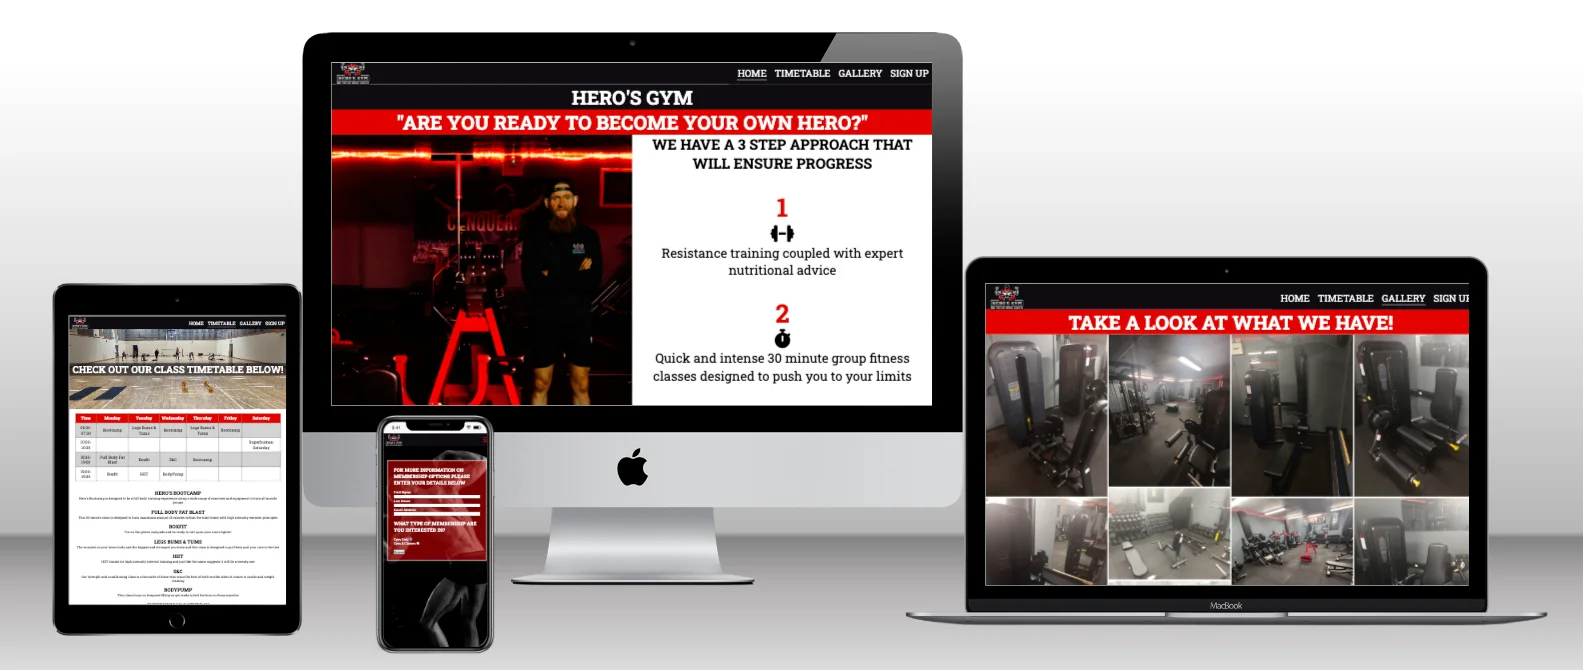 HOME TIMETABLE GALLERY SIGN UP
HERO'S GYM
"ARE YOU READY TO BECOME YOUR OWN HERO?"
WE HAVE A 3 STEP APPROACH THAT
WILL ENSURE PROGRESS
1
Resistance training coupled with expert
nutritional advice
2
Quick and intense 30 minute group fitness
classes designed to push you to your limits
HOME TIMETABLE GALLERY SIGN UP
CHECK OUT OUR CLASS TIMETABLE BELOW!
Time Monday Tuesday Wednesday Thursday Friday Saturday
Bootcamp Legs Bums & Tums Bootcamp Legs Bums & Tums Bootcamp
Superhuman Saturday
Full Body Fat Blast Boxfit S&C Bootcamp
Boxfit HIIT BodyPump
HERO'S BOOTCAMP
FULL BODY FAT BLAST
BOXFIT
LEGS BUMS & TUMS
HIIT
S&C
BODYPUMP
FOR MORE INFORMATION ON
MEMBERSHIP OPTIONS PLEASE
ENTER YOUR DETAILS BELOW
First Name
Last Name
Email Address
WHAT TYPE OF MEMBERSHIP ARE
YOU INTERESTED IN?
HOME TIMETABLE GALLERY SIGN UP
TAKE A LOOK AT WHAT WE HAVE!
MacBook